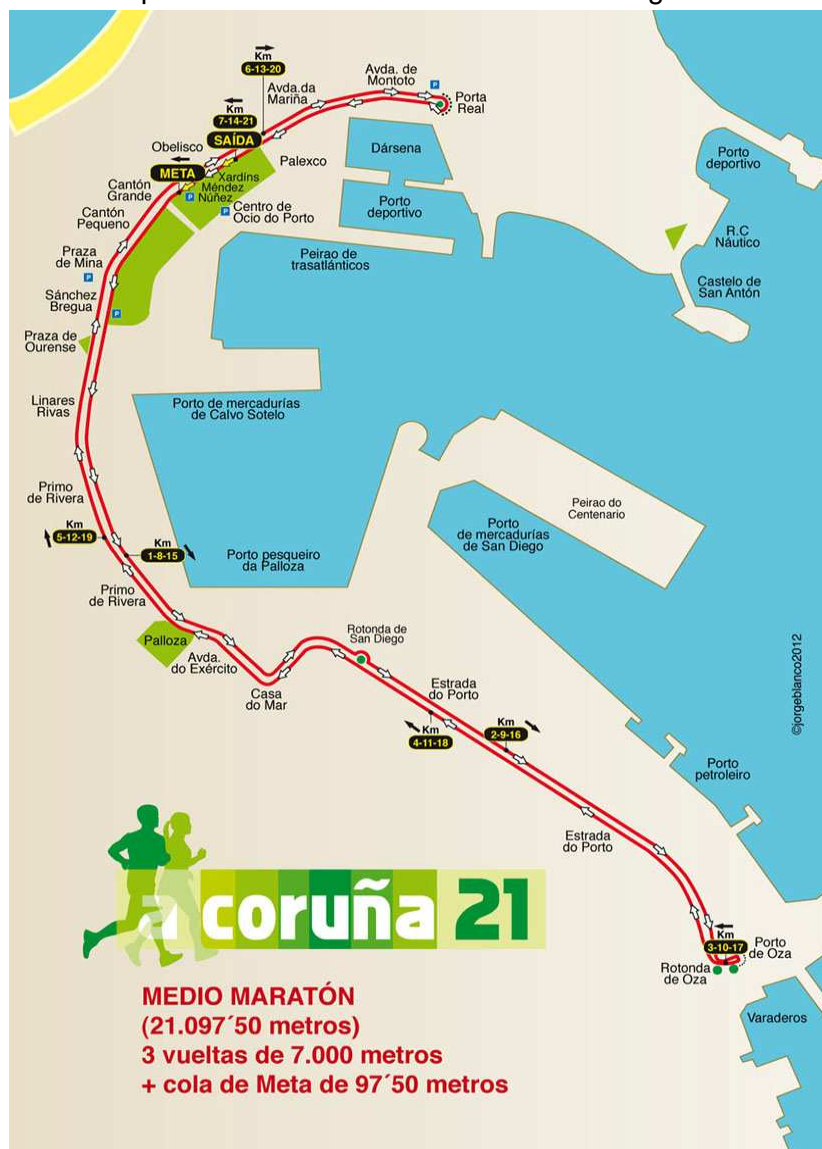 Km
6-13-20
Avda.da
Mariña
Avda. de
Montoto
P
Porta
Real
Km
7-14-21
SAÍDA
Obelisco
META
Palexco
Xardíns
Méndez
Núñez
P
Dársena
Porto
deportivo
Porto
deportivo
Cantón
Grande
Cantón
Pequeno
P
Centro de
Ocio do Porto
R.C
Náutico
Praza
de Mina
P
Peirao de
trasatlánticos
Castelo de
San Antón
Sánchez
Bregua
P
Praza de
Ourense
Linares
Rivas
Porto de mercadurías
de Calvo Sotelo
Primo
de Rivera
Peirao do
Centenario
Porto
de mercadurías
de San Diego
Km
5-12-19
Km
1-8-15
Porto pesqueiro
da Palloza
Primo
de Rivera
Palloza
Avda.
do Exército
Rotonda de
San Diego
Casa
do Mar
Estrada
do Porto
Km
4-11-18
Km
2-9-16
©jorgeblanco2012
Porto
petroleiro
Estrada
do Porto
Km
3-10-17
Porto
de Oza
Rotonda
de Oza
Varaderos
a coruña 21
MEDIO MARATÓN
(21.097´50 metros)
3 vueltas de 7.000 metros
+ cola de Meta de 97´50 metros